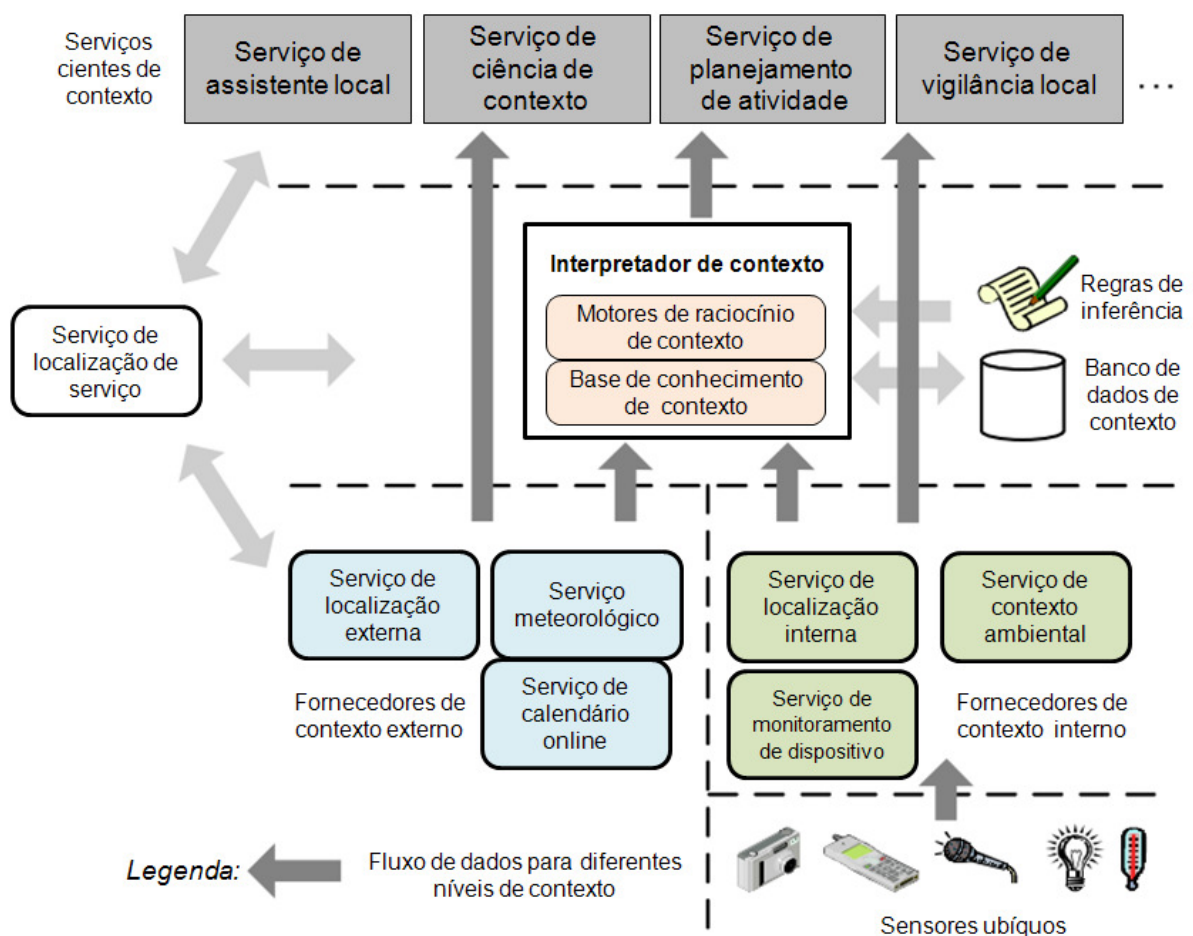 Serviços
cientes de
contexto
Serviço de
assistente local
Serviço de
ciência de
contexto
Serviço de
planejamento
de atividade
Serviço de
vigilância local
...
Serviço de
localização de
serviço
Interpretador de contexto
Motores de raciocínio
de contexto
Base de conhecimento
de contexto
Regras de
inferência
Banco de
dados de
contexto
Serviço de
localização
externa
Serviço
meteorológico
Serviço de
calendário
online
Fornecedores de
contexto externo
Serviço de
localização
interna
Serviço de
contexto
ambiental
Serviço de
monitoramento
de dispositivo
Fornecedores de
contexto interno
Legenda:
Fluxo de dados para diferentes
níveis de contexto
Sensores ubíquos